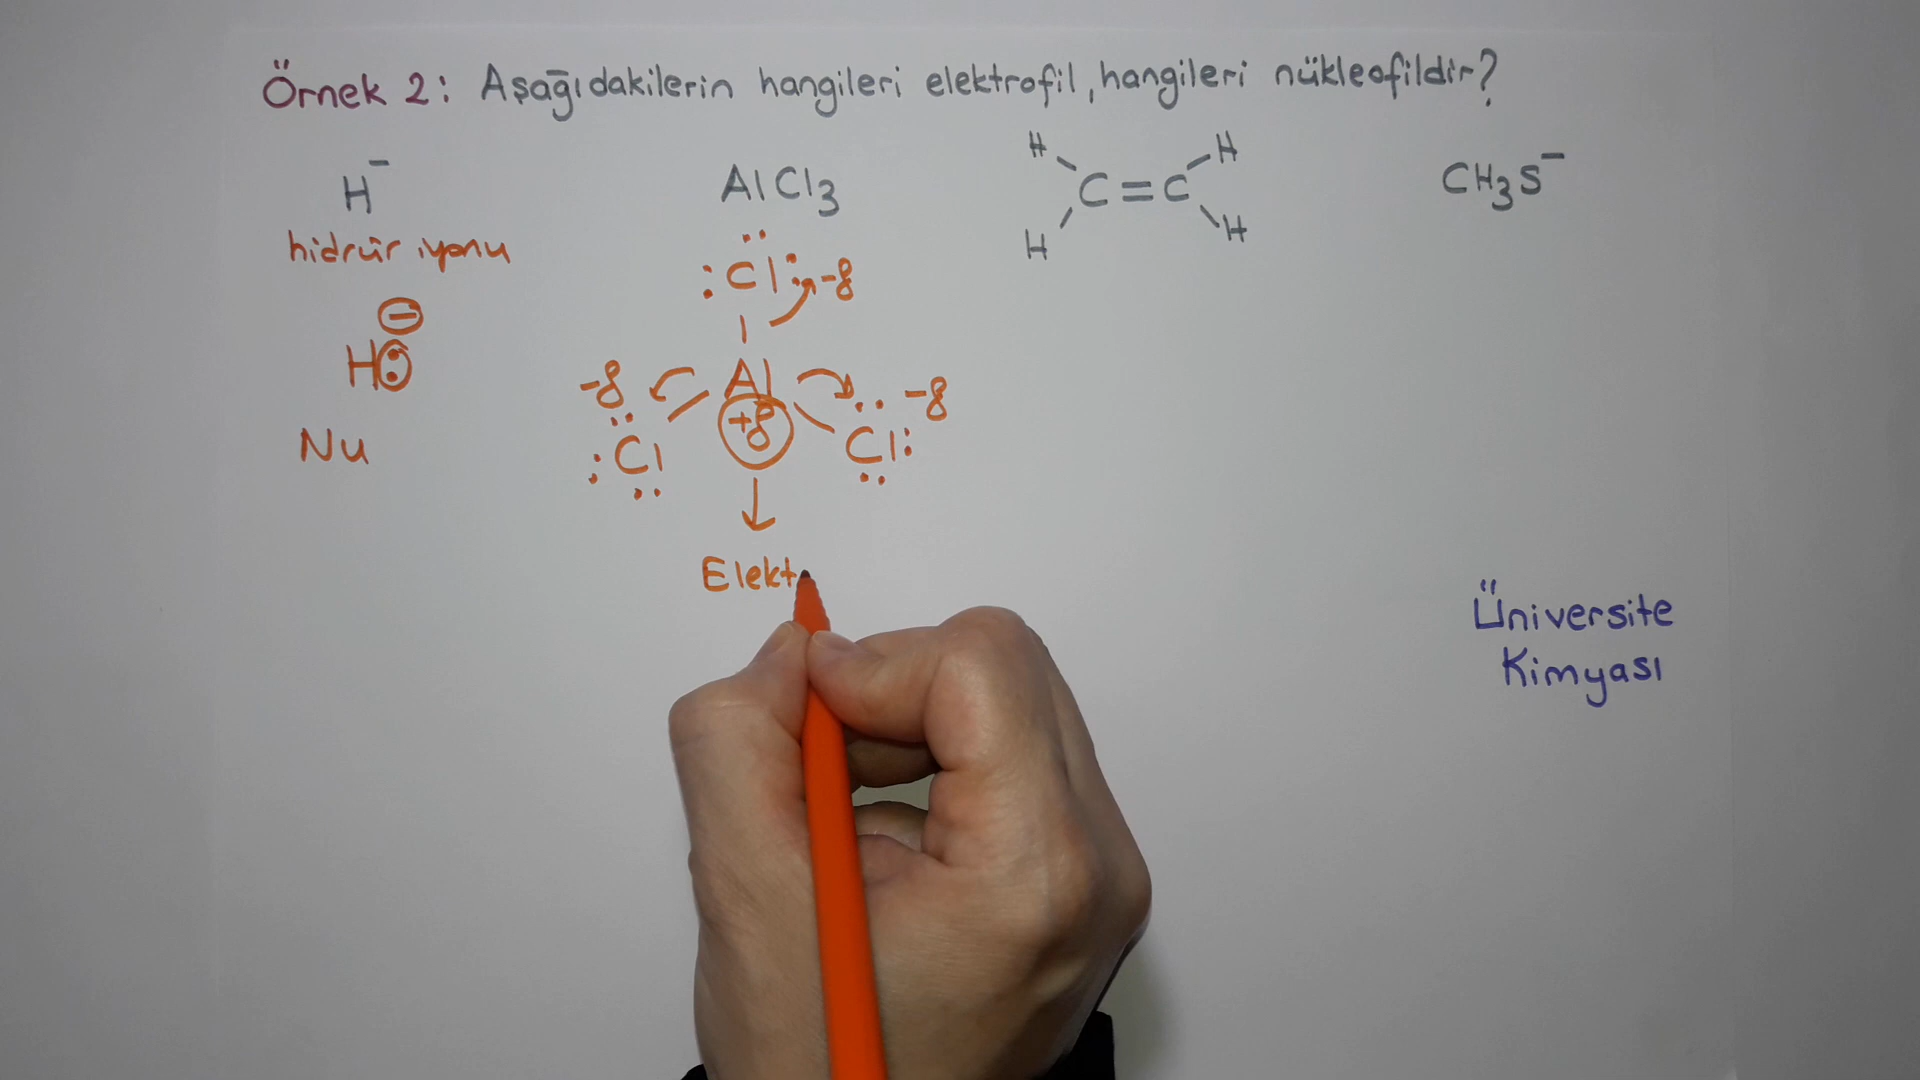 Örnek 2: Aşağıdakilerin hangileri elektrofil, hangileri nükleofildir?
H⁻
AlCl3
H H
C=C
H H
CH3S⁻
hidrür iyonu
:Cl: -δ
⊖
H:
-δ Al -δ
+δ
:Cl Cl:
Nu
Elekt
Üniversite
Kimyası